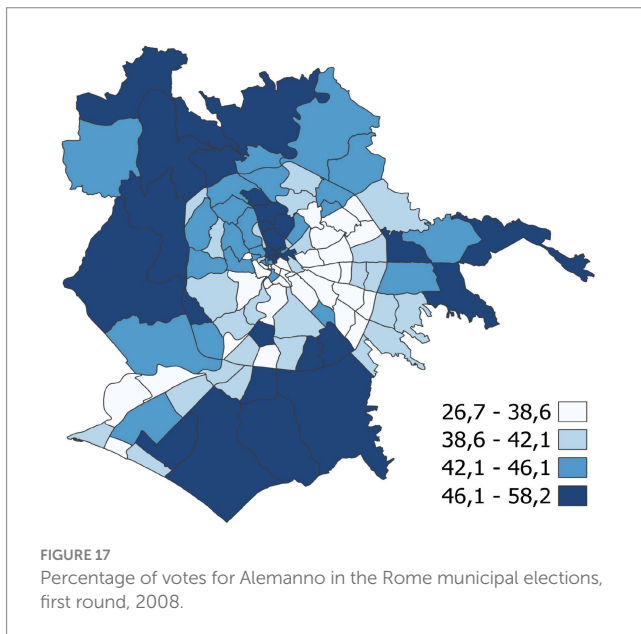 26,7 - 38,6
38,6 - 42,1
42,1 - 46,1
46,1 - 58,2
FIGURE 17
Percentage of votes for Alemanno in the Rome municipal elections,
first round, 2008.